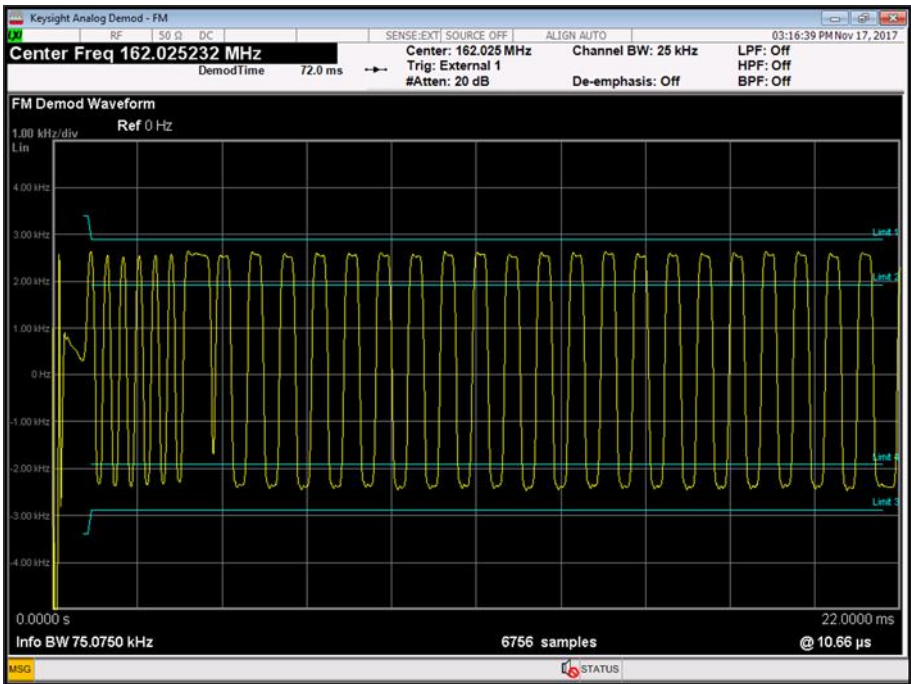 Keysight Analog Demod - FM
LXI
RF 50 Ω DC SENSE:EXT SOURCE OFF ALIGN AUTO 03:16:39 PM Nov 17, 2017
Center Freq 162.025232 MHz
DemodTime 72.0 ms
Center: 162.025 MHz Channel BW: 25 kHz LPF: Off
Trig: External 1 HPF: Off
#Atten: 20 dB De-emphasis: Off BPF: Off
FM Demod Waveform
1.00 kHz/div Ref 0 Hz
Lin
4.00 kHz
3.00 kHz
Limit 1
2.00 kHz
Limit 2
1.00 kHz
0 Hz
-1.00 kHz
-2.00 kHz
Limit 4
-3.00 kHz
Limit 3
-4.00 kHz
0.0000 s 22.0000 ms
Info BW 75.0750 kHz 6756 samples @ 10.66 µs
MSG STATUS